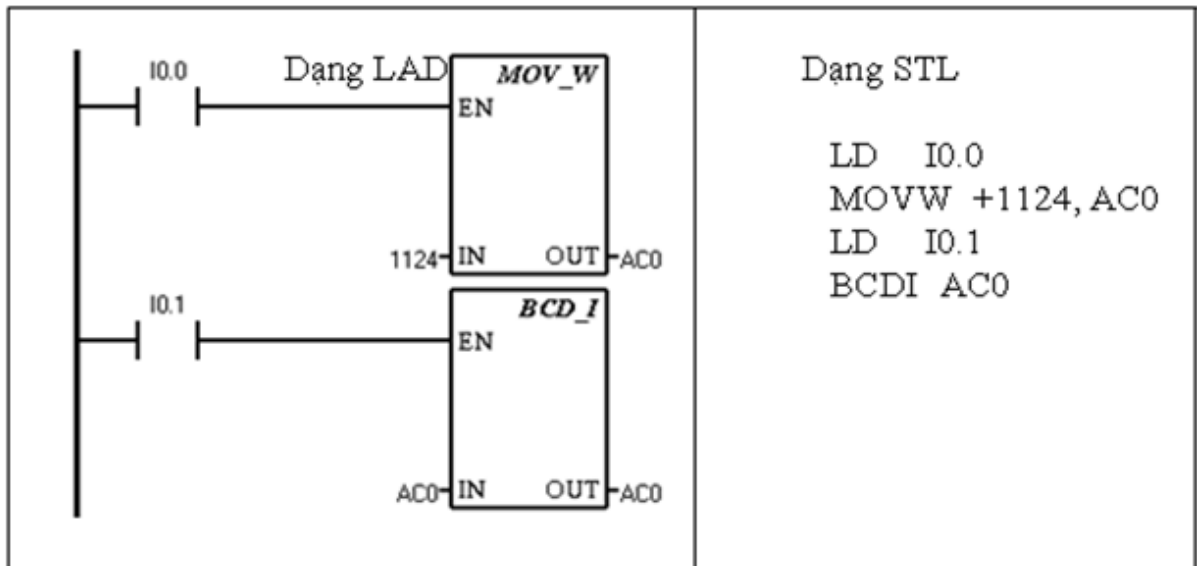 I0.0
Dạng LAD
MOV_W
EN
1124 IN OUT AC0
I0.1
BCD_I
EN
AC0 IN OUT AC0
Dạng STL
LD I0.0
MOVW +1124, AC0
LD I0.1
BCDI AC0